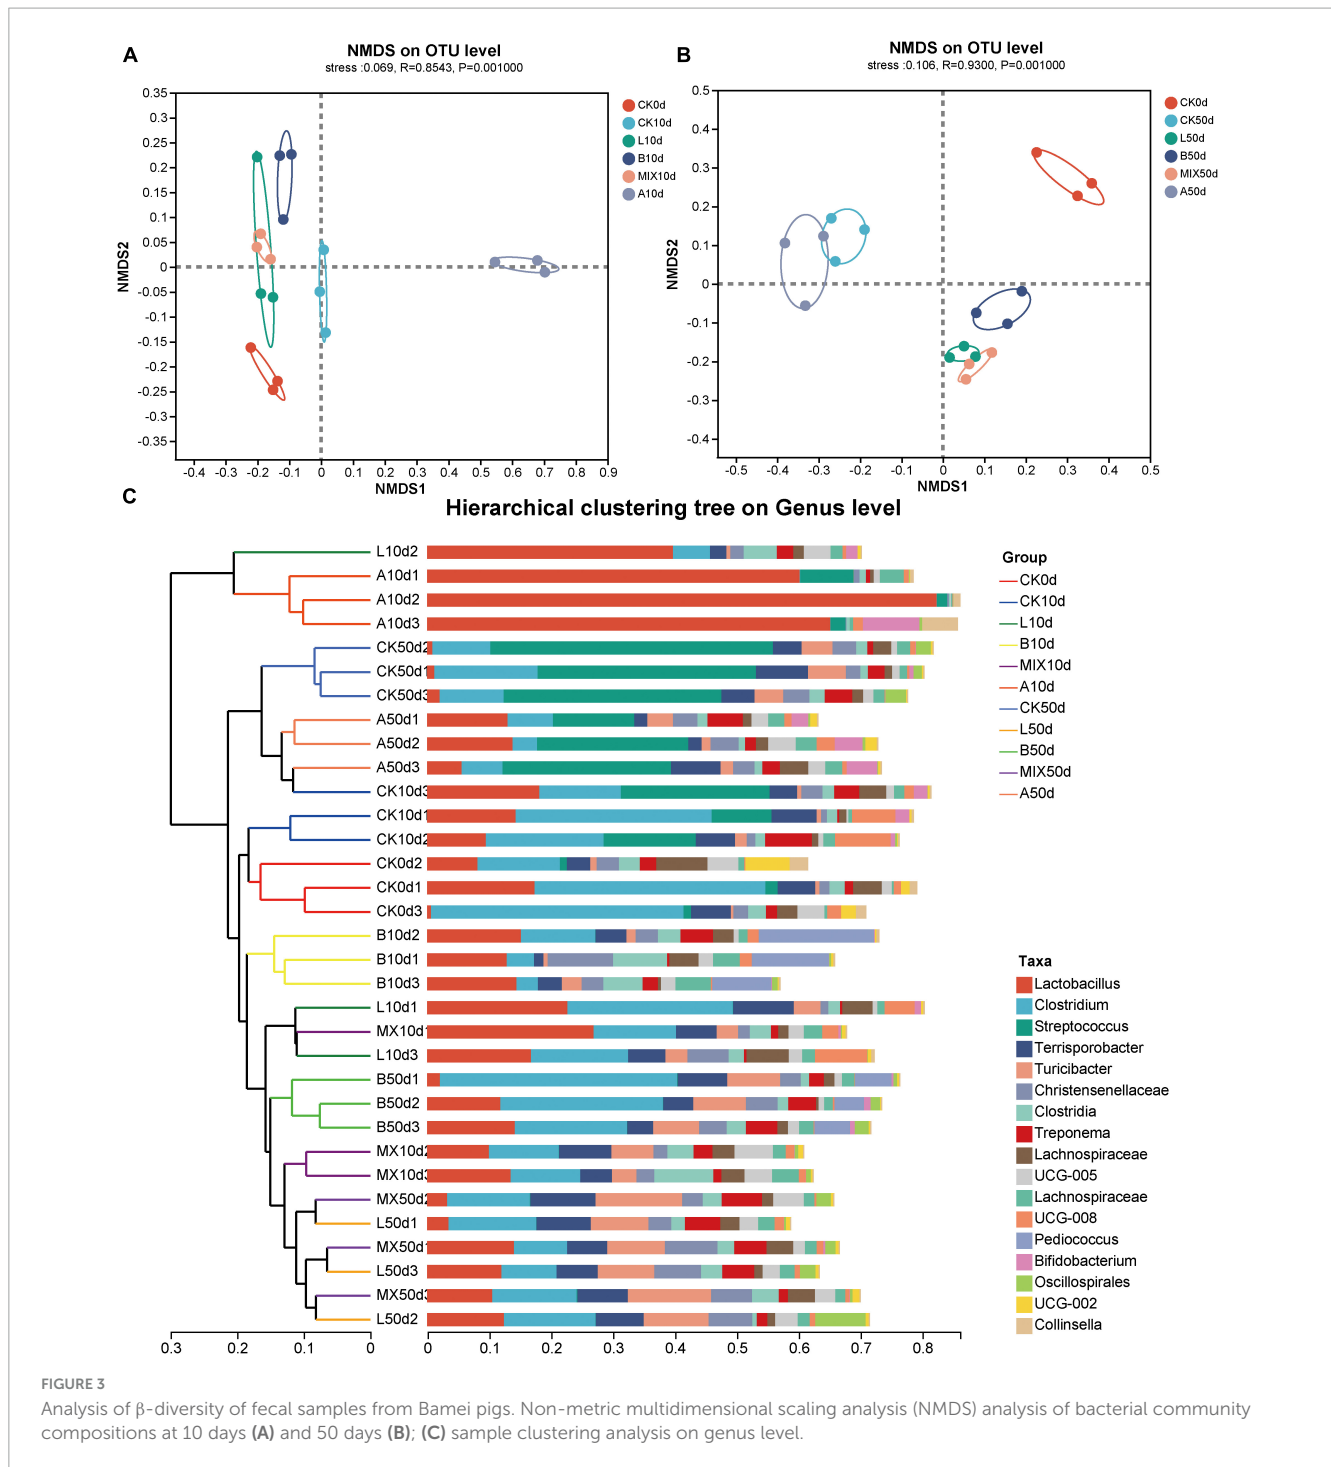 A
NMDS on OTU level
stress :0.069, R=0.8543, P=0.001000
0.35
0.3
0.25
0.2
0.15
0.1
0.05
0
-0.05
-0.1
-0.15
-0.2
-0.25
-0.3
-0.35
NMDS2
-0.4
-0.3
-0.2
-0.1
0
0.1
0.2
0.3
0.4
0.5
0.6
0.7
0.8
0.9
NMDS1
CK0d
CK10d
L10d
B10d
MIX10d
A10d
B
NMDS on OTU level
stress :0.106, R=0.9300, P=0.001000
0.5
0.4
0.3
0.2
0.1
0
-0.1
-0.2
-0.3
-0.4
NMDS2
-0.5
-0.4
-0.3
-0.2
-0.1
0
0.1
0.2
0.3
0.4
0.5
NMDS1
CK0d
CK50d
L50d
B50d
MIX50d
A50d
C
Hierarchical clustering tree on Genus level
L10d2
A10d1
A10d2
A10d3
CK50d2
CK50d1
CK50d3
A50d1
A50d2
A50d3
CK10d3
CK10d1
CK10d2
CK0d2
CK0d1
CK0d3
B10d2
B10d1
B10d3
L10d1
MX10d1
L10d3
B50d1
B50d2
B50d3
MX10d2
MX10d3
MX50d2
L50d1
MX50d1
L50d3
MX50d3
L50d2
0.3
0.2
0.1
0
0
0.1
0.2
0.3
0.4
0.5
0.6
0.7
0.8
Group
CK0d
CK10d
L10d
B10d
MIX10d
A10d
CK50d
L50d
B50d
MIX50d
A50d
Taxa
Lactobacillus
Clostridium
Streptococcus
Terrisporobacter
Turicibacter
Christensenellaceae
Clostridia
Treponema
Lachnospiraceae
UCG-005
Lachnospiraceae
UCG-008
Pediococcus
Bifidobacterium
Oscillospirales
UCG-002
Collinsella
FIGURE 3
Analysis of β-diversity of fecal samples from Bamei pigs. Non-metric multidimensional scaling analysis (NMDS) analysis of bacterial community
compositions at 10 days (A) and 50 days (B); (C) sample clustering analysis on genus level.